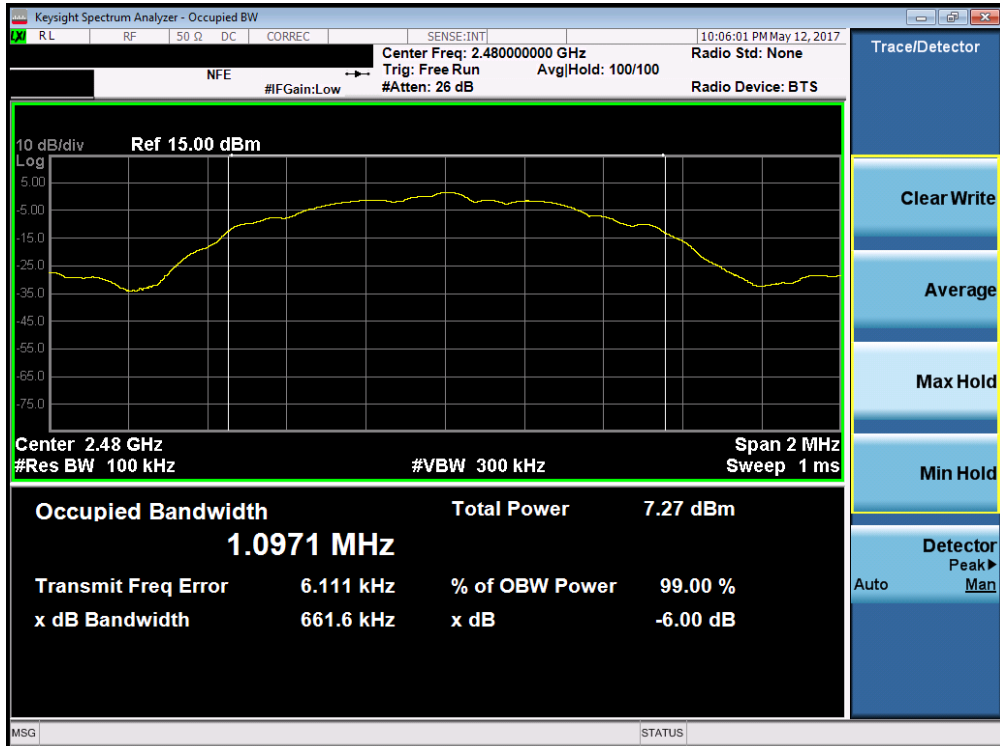 Keysight Spectrum Analyzer - Occupied BW
LXI RL RF 50 Ω DC CORREC SENSE:INT 10:06:01 PM May 12, 2017
Center Freq: 2.480000000 GHz Radio Std: None
NFE Trig: Free Run Avg|Hold: 100/100
#IFGain:Low #Atten: 26 dB Radio Device: BTS
10 dB/div Ref 15.00 dBm
Log
5.00
-5.00
-15.0
-25.0
-35.0
-45.0
-55.0
-65.0
-75.0
Center 2.48 GHz Span 2 MHz
#Res BW 100 kHz #VBW 300 kHz Sweep 1 ms
Occupied Bandwidth Total Power 7.27 dBm
1.0971 MHz
Transmit Freq Error 6.111 kHz % of OBW Power 99.00 %
x dB Bandwidth 661.6 kHz x dB -6.00 dB
MSG STATUS
Trace/Detector
Clear Write
Average
Max Hold
Min Hold
Detector
Peak▶
Auto Man